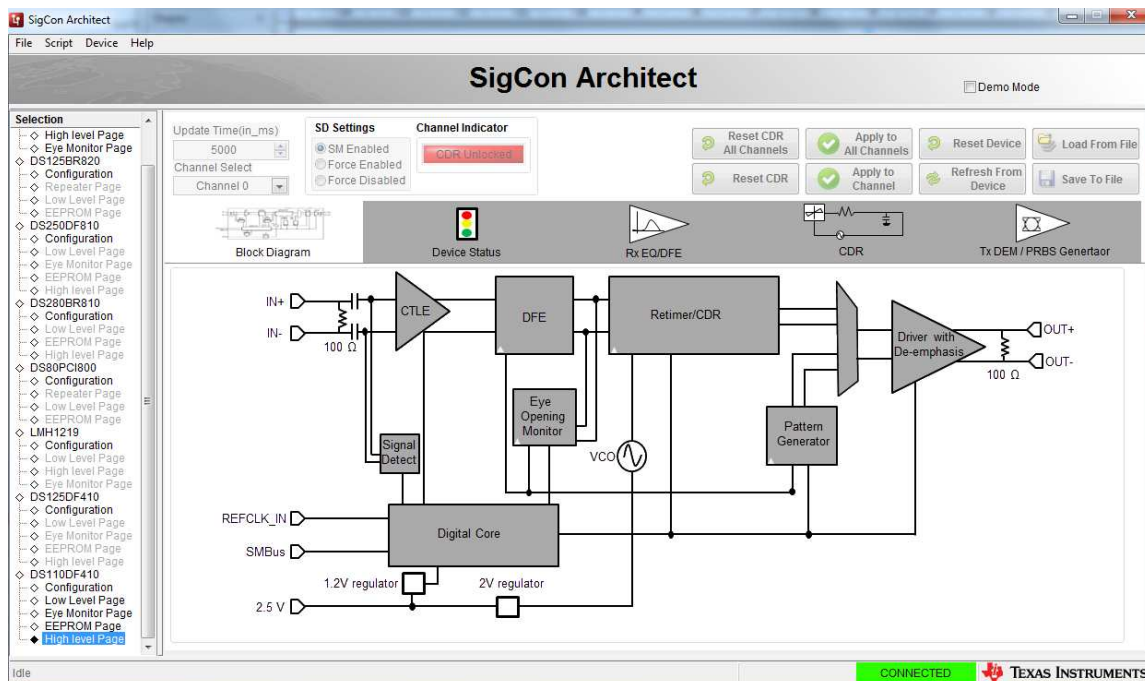 SigCon Architect
File Script Device Help
SigCon Architect
Demo Mode
Selection
High level Page
Eye Monitor Page
DS125BR820
Configuration
Repeater Page
Low Level Page
EEPROM Page
DS250DF810
Configuration
Low Level Page
Eye Monitor Page
EEPROM Page
High level Page
DS280BR810
Configuration
Low Level Page
EEPROM Page
High level Page
DS80PCI800
Configuration
Repeater Page
Low Level Page
EEPROM Page
LMH1219
Configuration
Low Level Page
High level Page
Eye Monitor Page
DS125DF410
Configuration
Low Level Page
Eye Monitor Page
EEPROM Page
High level Page
DS110DF410
Configuration
Low Level Page
Eye Monitor Page
EEPROM Page
High level Page
Update Time(in_ms)
5000
Channel Select
Channel 0
SD Settings
SM Enabled
Force Enabled
Force Disabled
Channel Indicator
CDR Unlocked
Reset CDR
All Channels
Apply to
All Channels
Reset Device
Load From File
Reset CDR
Apply to
Channel
Refresh From
Device
Save To File
Block Diagram
Device Status
Rx EQ/DFE
CDR
Tx DEM / PRBS Genertaor
IN+
IN-
100 Ω
CTLE
DFE
Retimer/CDR
Driver with
De-emphasis
OUT+
OUT-
100 Ω
Eye
Opening
Monitor
Pattern
Generator
Signal
Detect
VCO
REFCLK_IN
SMBus
Digital Core
1.2V regulator
2V regulator
2.5 V
Idle
CONNECTED
TEXAS INSTRUMENTS